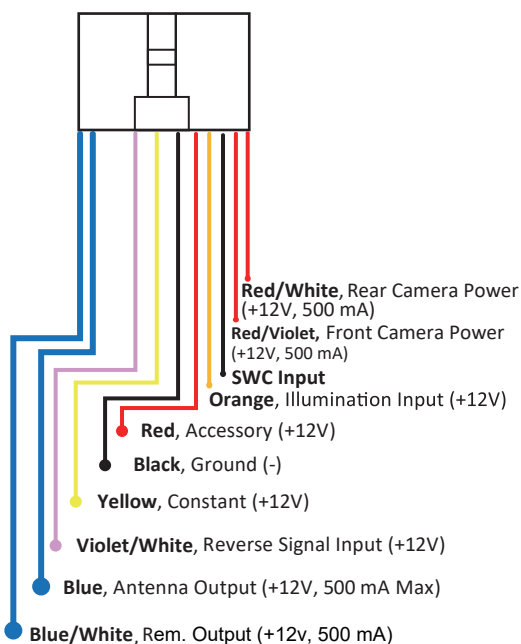 Red/White, Rear Camera Power
(+12V, 500 mA)
Red/Violet, Front Camera Power
(+12V, 500 mA)
SWC Input
Orange, Illumination Input (+12V)
Red, Accessory (+12V)
Black, Ground (-)
Yellow, Constant (+12V)
Violet/White, Reverse Signal Input (+12V)
Blue, Antenna Output (+12V, 500 mA Max)
Blue/White, Rem. Output (+12v, 500 mA)